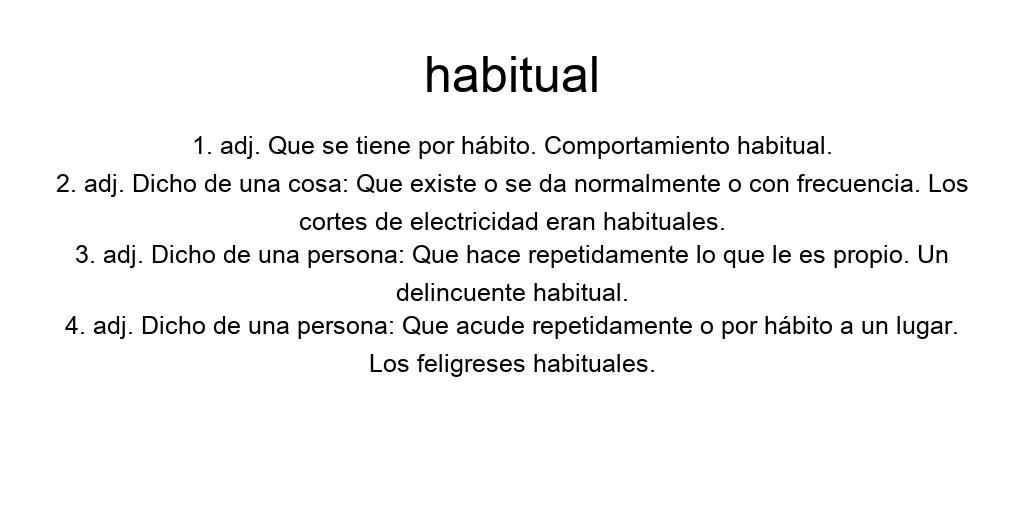 habitual
1. adj. Que se tiene por hábito. Comportamiento habitual.
2. adj. Dicho de una cosa: Que existe o se da normalmente o con frecuencia. Los
cortes de electricidad eran habituales.
3. adj. Dicho de una persona: Que hace repetidamente lo que le es propio. Un
delincuente habitual.
4. adj. Dicho de una persona: Que acude repetidamente o por hábito a un lugar.
Los feligreses habituales.